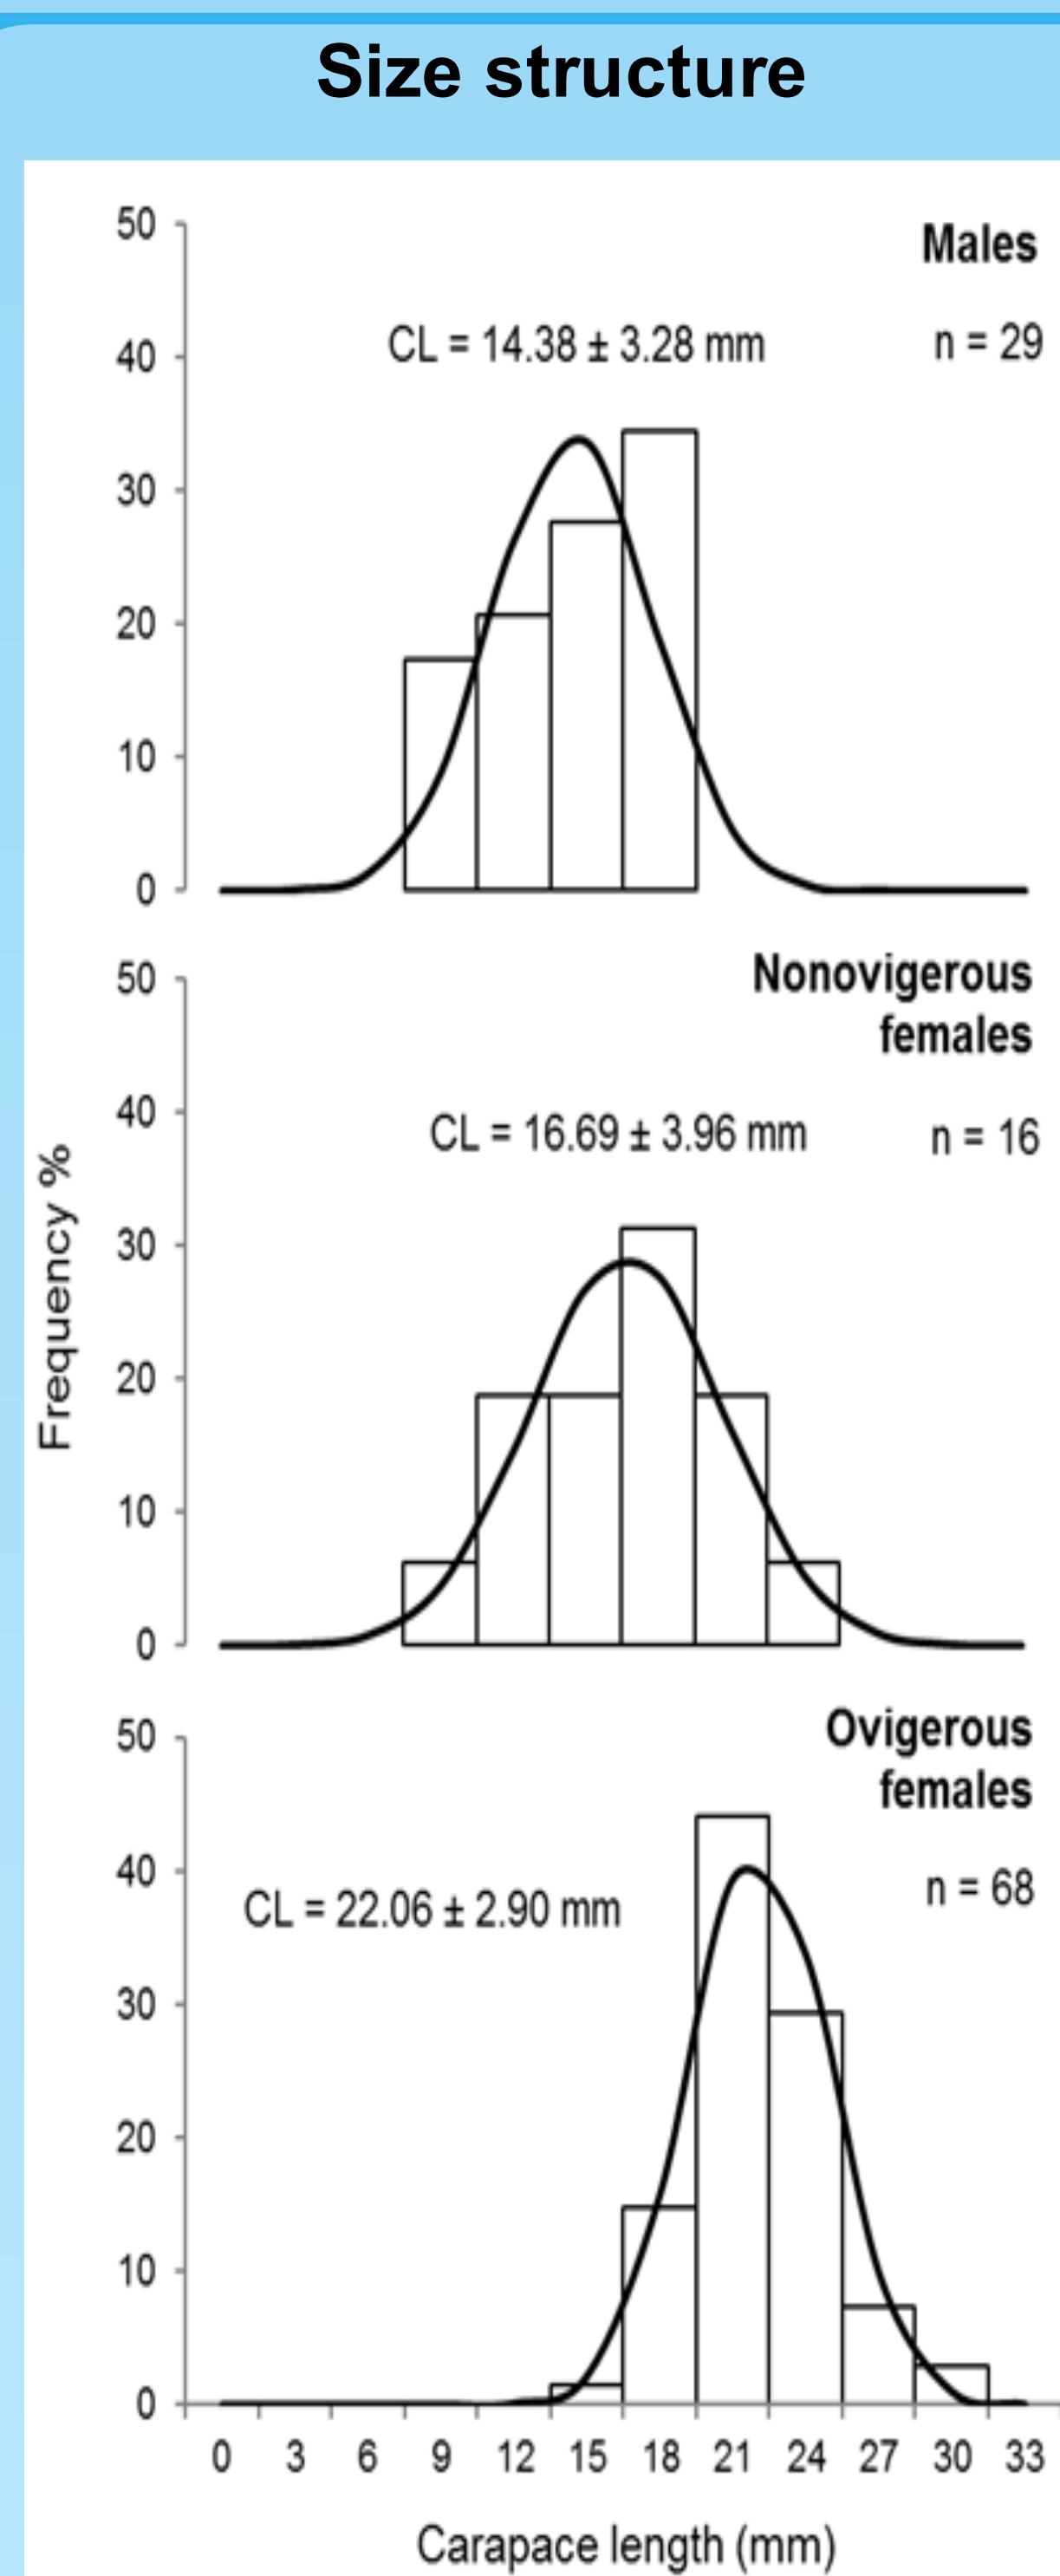 Size structure
50
Males
CL = 14.38 ± 3.28 mm
n = 29
40
30
20
10
0
50
Nonovigerous
females
40
CL = 16.69 ± 3.96 mm
n = 16
30
20
10
0
Frequency %
50
Ovigerous
females
40
CL = 22.06 ± 2.90 mm
n = 68
30
20
10
0
0 3 6 9 12 15 18 21 24 27 30 33
Carapace length (mm)